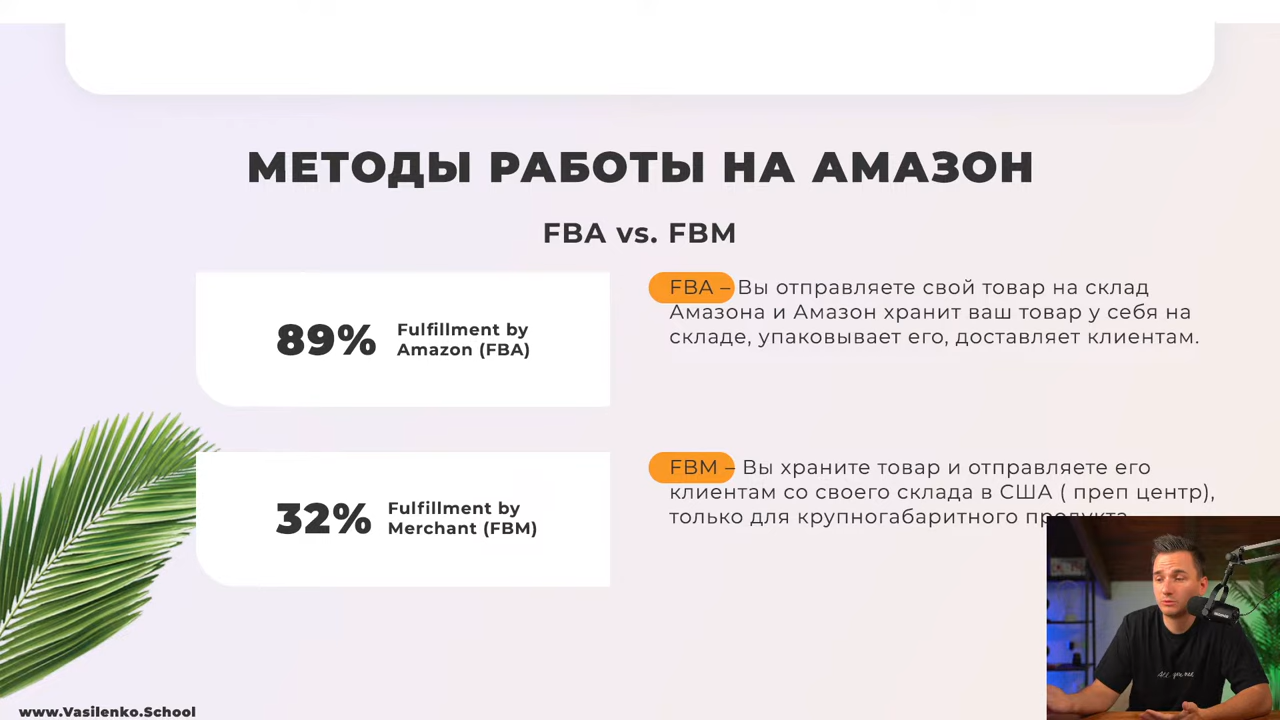 МЕТОДЫ РАБОТЫ НА АМАЗОН
FBA vs. FBM
89%
Fulfillment by
Amazon (FBA)
FBA – Вы отправляете свой товар на склад
Амазона и Амазон хранит ваш товар у себя на
складе, упаковывает его, доставляет клиентам.
32%
Fulfillment by
Merchant (FBM)
FBM – Вы храните товар и отправляете его
клиентам со своего склада в США ( преп центр),
только для крупногабаритного продукта.
www.Vasilenko.School